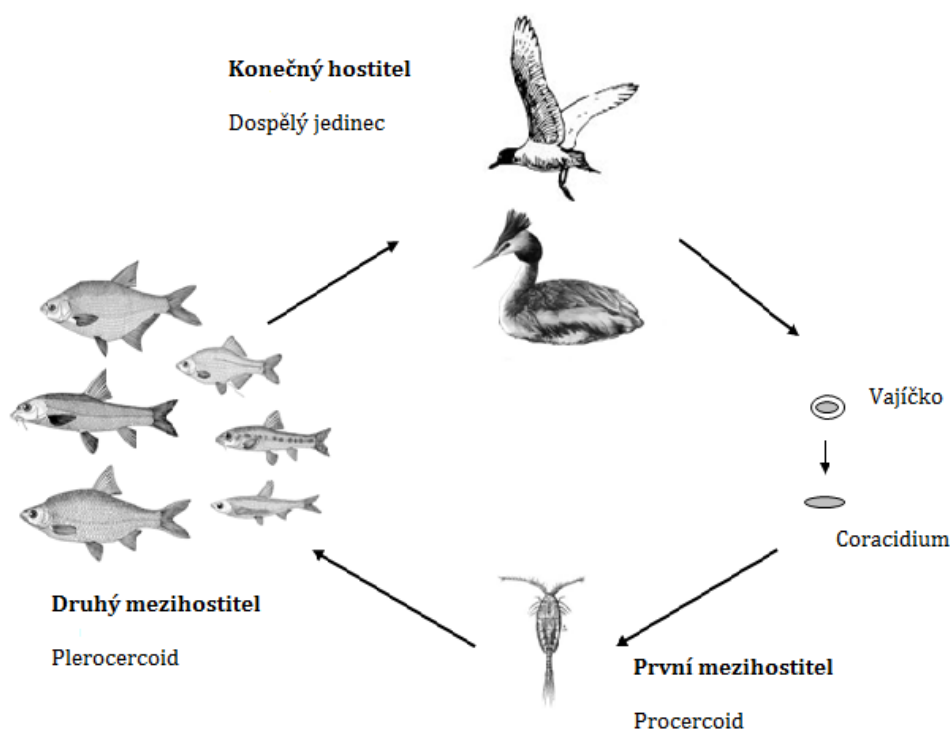 Konečný hostitel
Dospělý jedinec
Vajíčko
Coracidium
Druhý mezihostitel
Plerocercoid
První mezihostitel
Procercoid